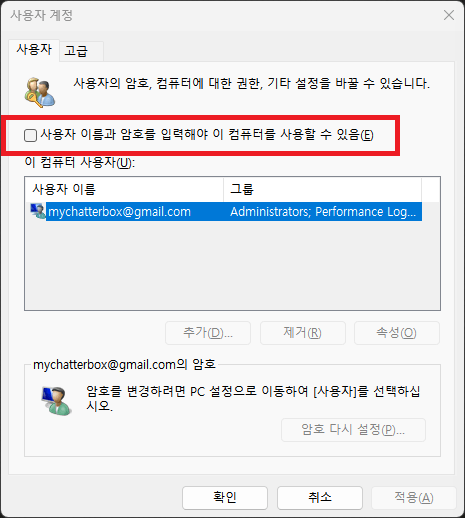 사용자 계정
사용자 고급
사용자의 암호, 컴퓨터에 대한 권한, 기타 설정을 바꿀 수 있습니다.
사용자 이름과 암호를 입력해야 이 컴퓨터를 사용할 수 있음(E)
이 컴퓨터 사용자(U):
사용자 이름 그룹
mychatterbox@gmail.com Administrators; Performance Log...
추가(D)... 제거(R) 속성(O)
mychatterbox@gmail.com의 암호
암호를 변경하려면 PC 설정으로 이동하여 [사용자]를 선택하십
시오.
암호 다시 설정(P)...
확인 취소 적용(A)